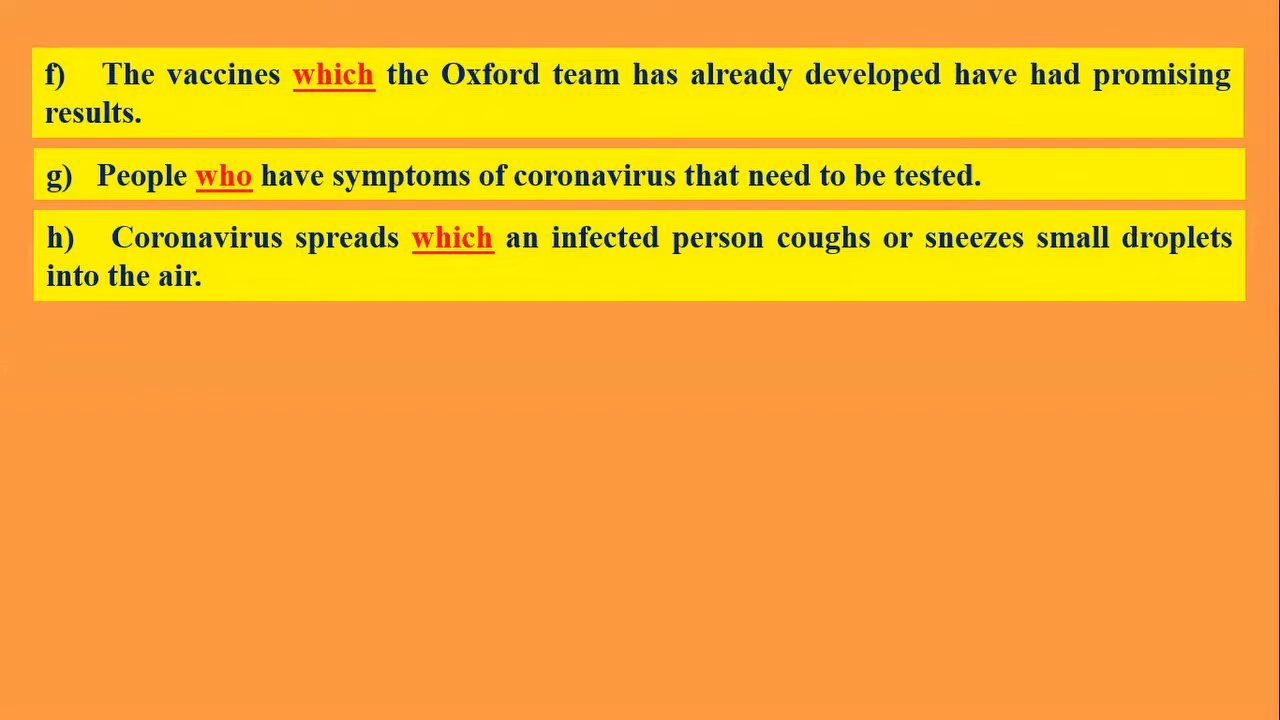 f) The vaccines which the Oxford team has already developed have had promising
results.
g) People who have symptoms of coronavirus that need to be tested.
h) Coronavirus spreads which an infected person coughs or sneezes small droplets
into the air.